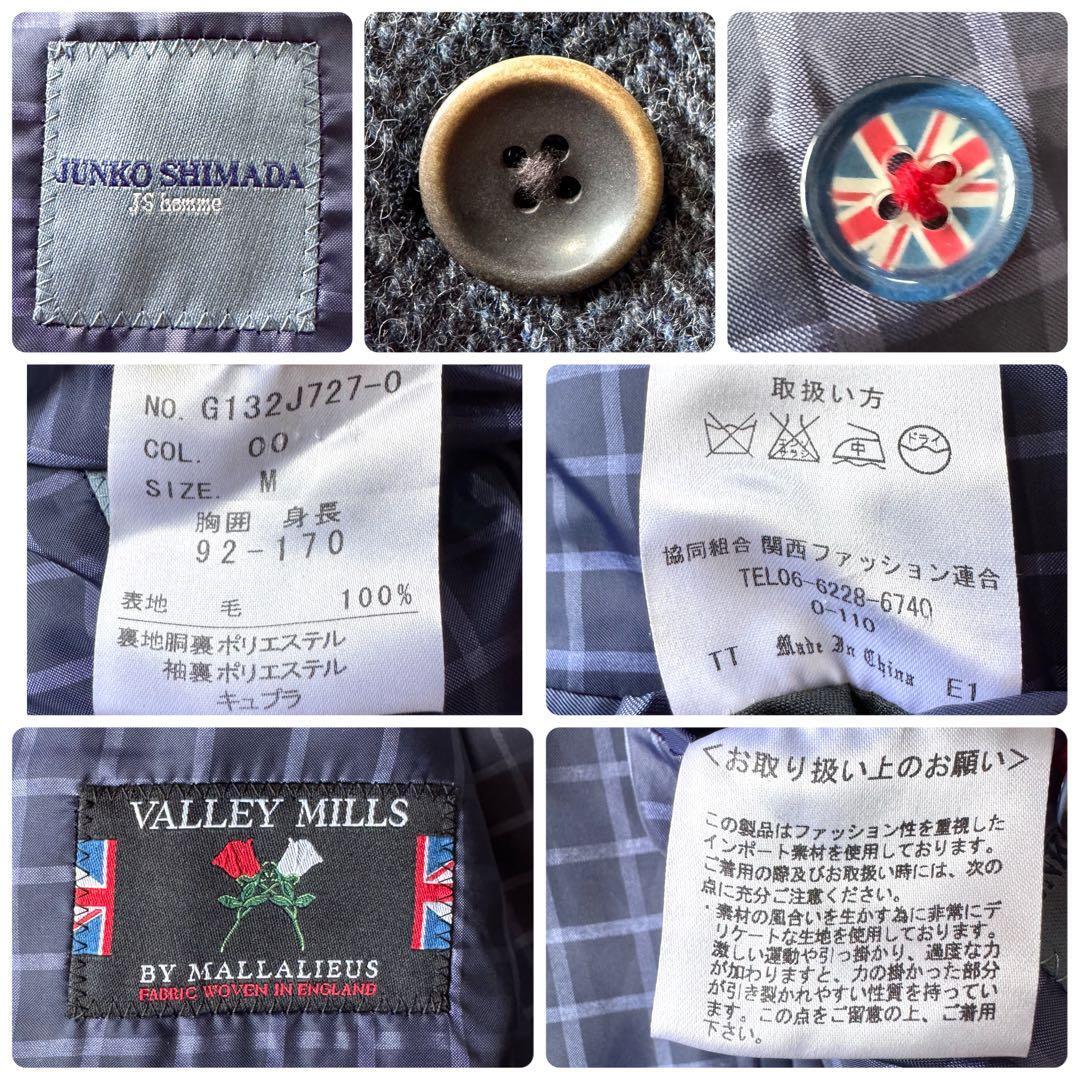 JUNKO SHIMADA
JS homme
NO. G132J727-0
COL. 00
SIZE. M
胸囲 身長
92-170
表地 毛 100%
裏地胴裏ポリエステル
袖裏ポリエステル
キュプラ
取扱い方
エンソ
サラシ
中
ドライ
協同組合 関西ファッション連合
TEL06-6228-6740
0-110
TT Made In China E1
VALLEY MILLS
BY MALLALIEUS
FABRIC WOVEN IN ENGLAND
<お取り扱い上のお願い>
この製品はファッション性を重視した
インポート素材を使用しております。
ご着用の際及びお取扱い時には、次の
点に充分ご注意ください。
・素材の風合いを生かす為に非常にデ
リケートな生地を使用しております。
激しい運動や引っ掛かり、過度な力
が加わりますと、力の掛かった部分
が引き裂かれやすい性質を持ってい
ます。この点をご留意の上、ご着用
下さい。